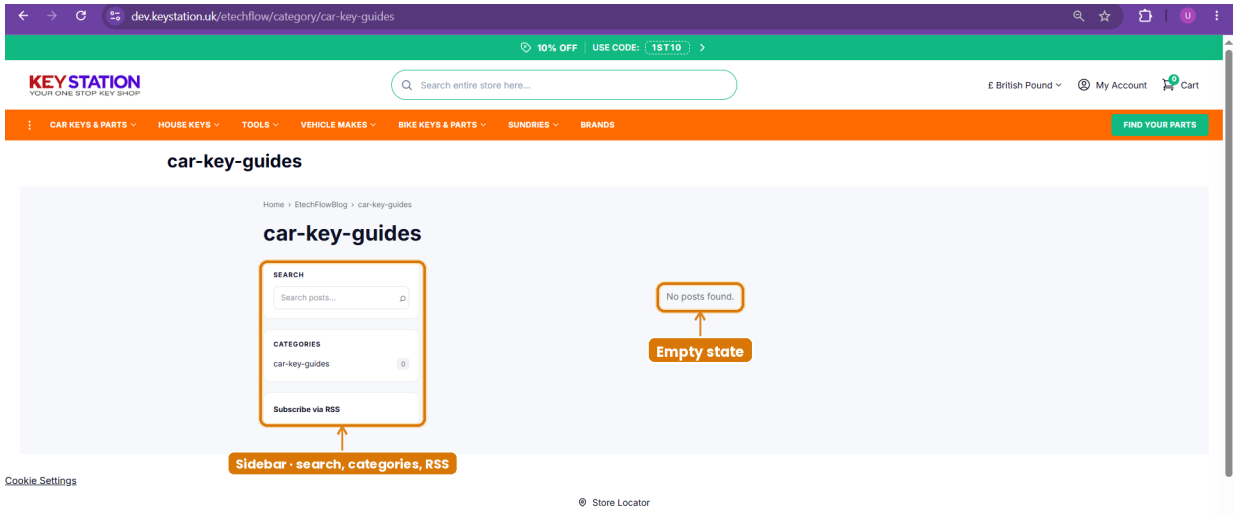 dev.keystation.uk/etechflow/category/car-key-guides
U
10% OFF | USE CODE: 1ST10
KEYSTATION
YOUR ONE STOP KEY SHOP
Search entire store here...
£ British Pound
My Account
0
Cart
CAR KEYS & PARTS
HOUSE KEYS
TOOLS
VEHICLE MAKES
BIKE KEYS & PARTS
SUNDRIES
BRANDS
FIND YOUR PARTS
car-key-guides
Home › EtechFlowBlog › car-key-guides
car-key-guides
SEARCH
Search posts...
CATEGORIES
car-key-guides 0
Subscribe via RSS
Sidebar · search, categories, RSS
No posts found.
Empty state
Cookie Settings
Store Locator